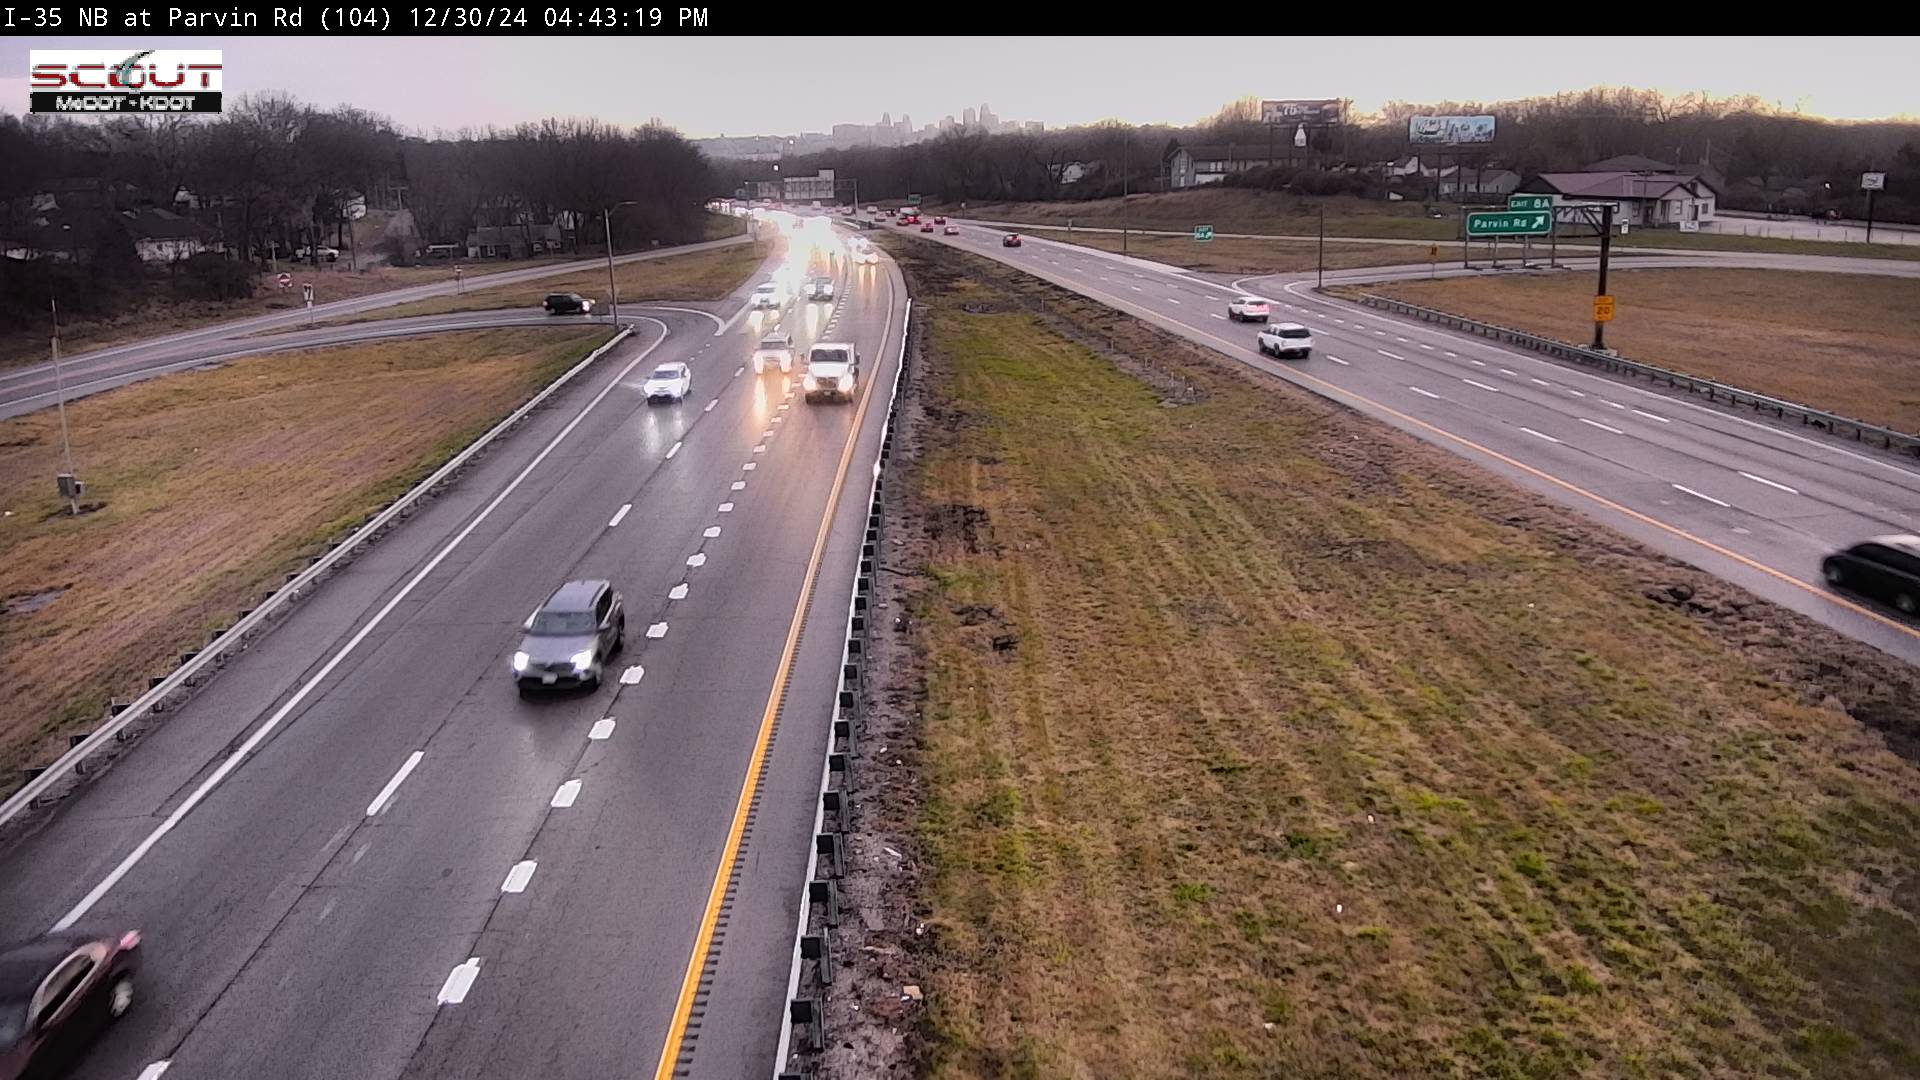 I-35 NB at Parvin Rd (104) 12/30/24 04:43:19 PM
SCOUT
MoDOT - KDOT
EXIT 8A
Parvin Rd
20